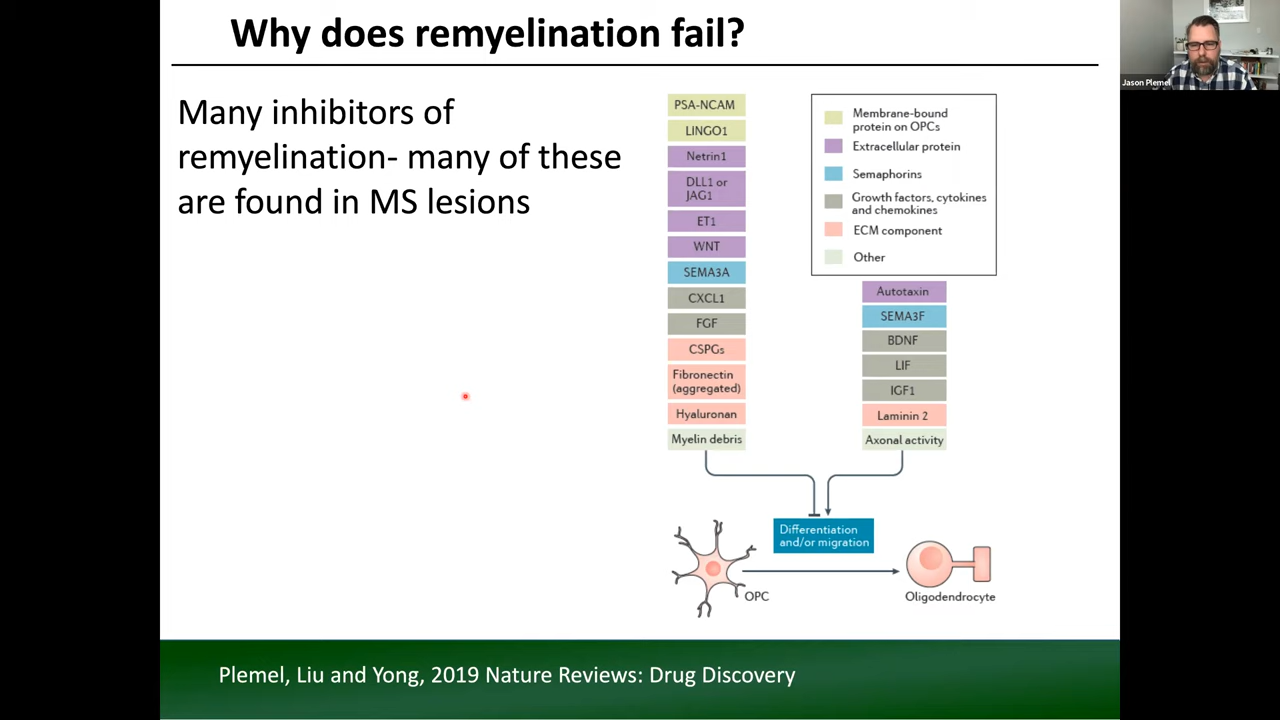 Why does remyelination fail?
Jason Plemel
Many inhibitors of
remyelination- many of these
are found in MS lesions
PSA-NCAM
LINGO1
Netrin1
DLL1 or
JAG1
ET1
WNT
SEMA3A
CXCL1
FGF
CSPGs
Fibronectin
(aggregated)
Hyaluronan
Myelin debris
Membrane-bound
protein on OPCs
Extracellular protein
Semaphorins
Growth factors, cytokines
and chemokines
ECM component
Other
Autotaxin
SEMA3F
BDNF
LIF
IGF1
Laminin 2
Axonal activity
Differentiation
and/or migration
OPC
Oligodendrocyte
Plemel, Liu and Yong, 2019 Nature Reviews: Drug Discovery